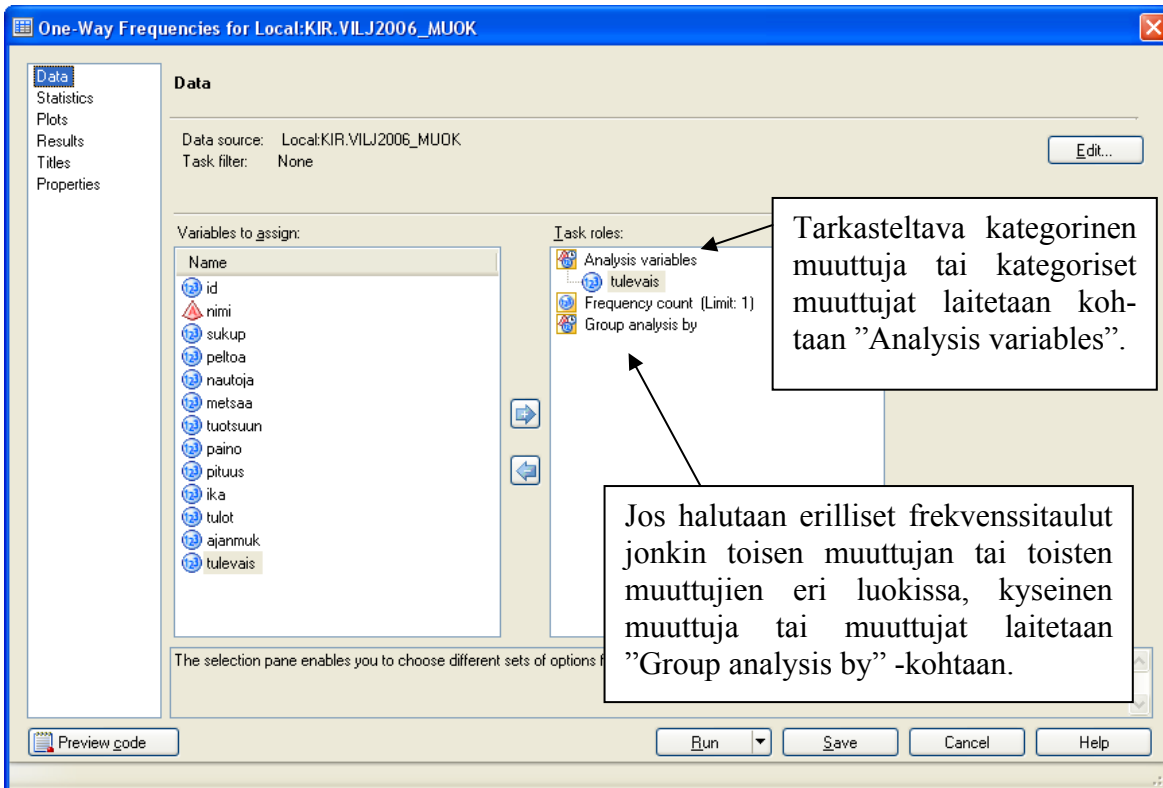 One-Way Frequencies for Local:KIR.VILJ2006_MUOK
Data
Statistics
Plots
Results
Titles
Properties
Data
Data source: Local:KIR.VILJ2006_MUOK
Task filter: None
Edit...
Variables to assign:
Name
id
nimi
sukup
peltoa
nautoja
metsaa
tuotsuun
paino
pituus
ika
tulot
ajanmuk
tulevais
Task roles:
Analysis variables
tulevais
Frequency count (Limit: 1)
Group analysis by
Tarkasteltava kategorinen
muuttuja tai kategoriset
muuttujat laitetaan koh-
taan ”Analysis variables”.
Jos halutaan erilliset frekvenssitaulut
jonkin toisen muuttujan tai toisten
muuttujien eri luokissa, kyseinen
muuttuja tai muuttujat laitetaan
”Group analysis by” -kohtaan.
The selection pane enables you to choose different sets of options f
Preview code
Run
Save
Cancel
Help